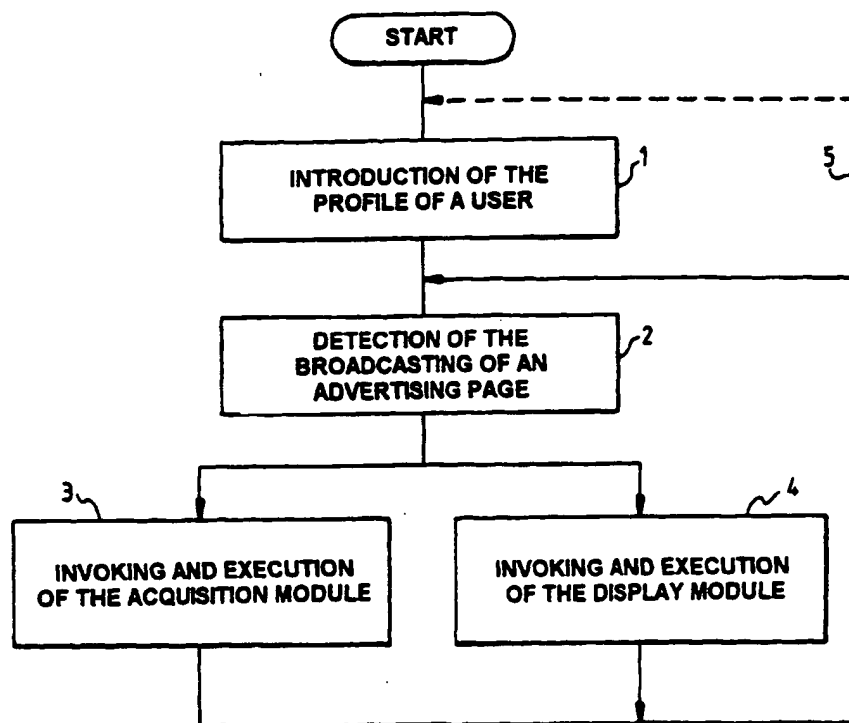 START
1
5
INTRODUCTION OF THE
PROFILE OF A USER
2
DETECTION OF THE
BROADCASTING OF AN
ADVERTISING PAGE
3
4
INVOKING AND EXECUTION
OF THE ACQUISITION MODULE
INVOKING AND EXECUTION
OF THE DISPLAY MODULE